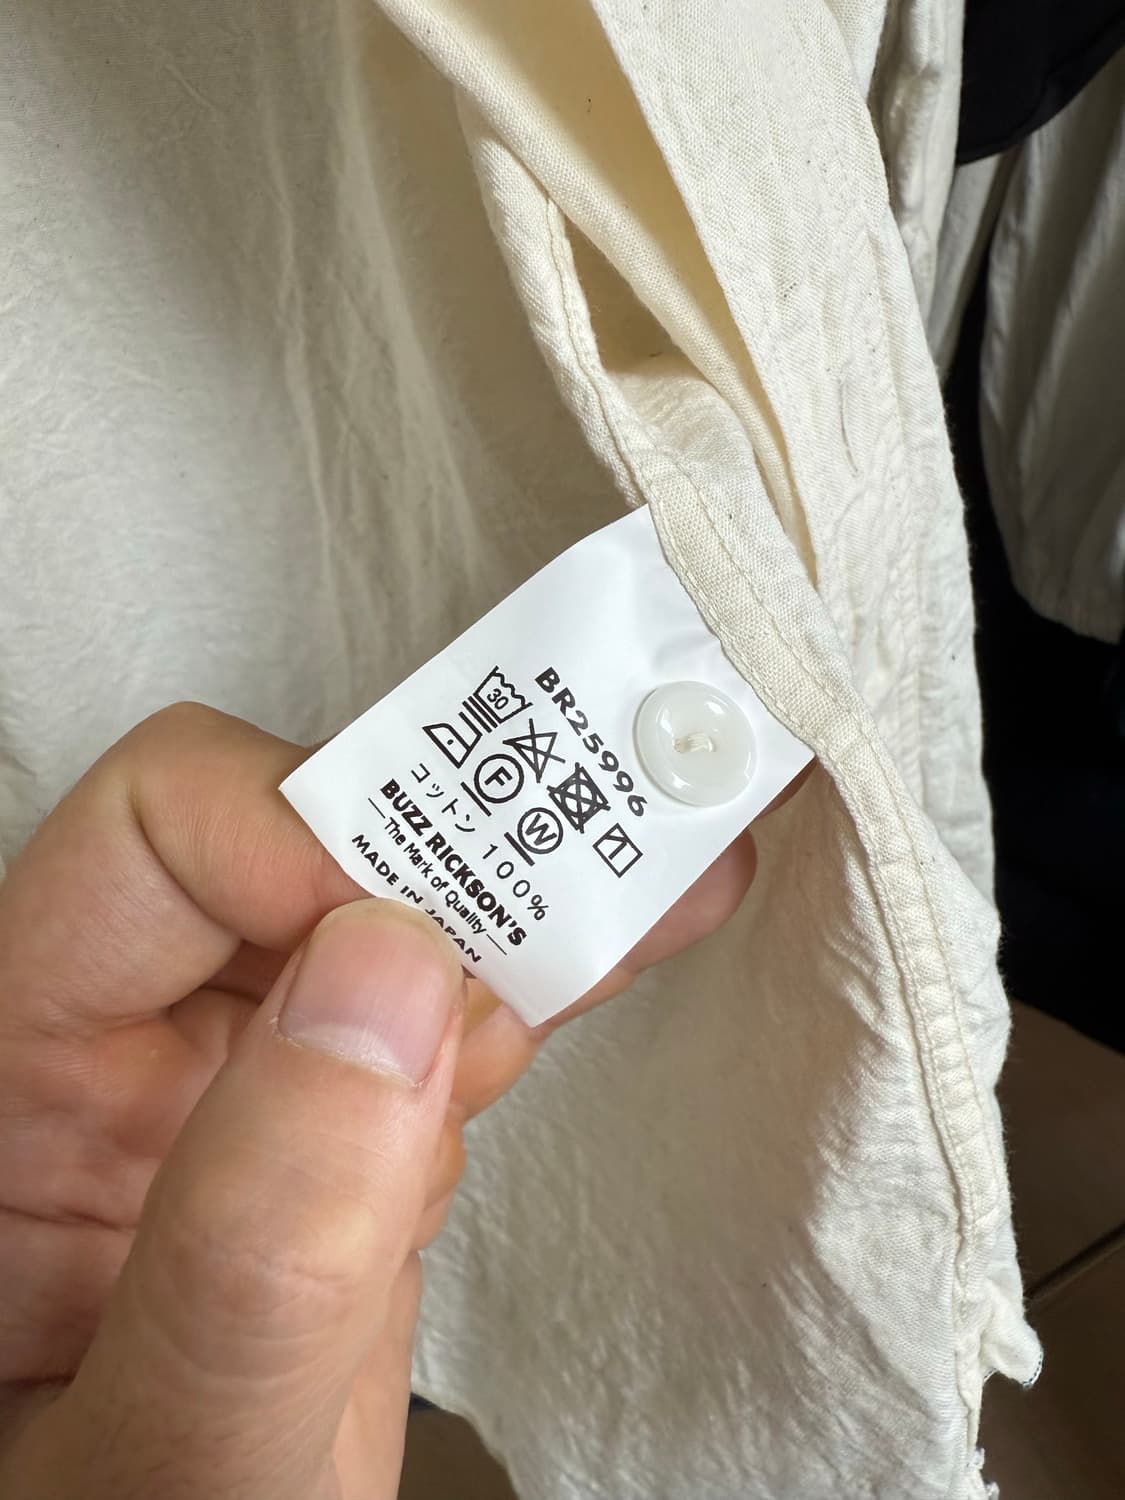 BR25996
30
F W
コットン 100%
BUZZ RICKSON'S
The Mark of Quality
MADE IN JAPAN